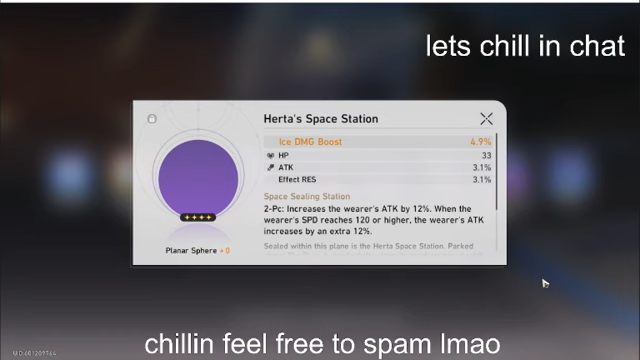 lets chill in chat
Herta's Space Station
Ice DMG Boost 4.9%
HP 33
ATK 3.1%
Effect RES 3.1%
Space Sealing Station
2-Pc: Increases the wearer's ATK by 12%. When the
wearer's SPD reaches 120 or higher, the wearer's ATK
increases by an extra 12%.
Sealed within this plane is the Herta Space Station. Parked
Planar Sphere + 0
chillin feel free to spam lmao